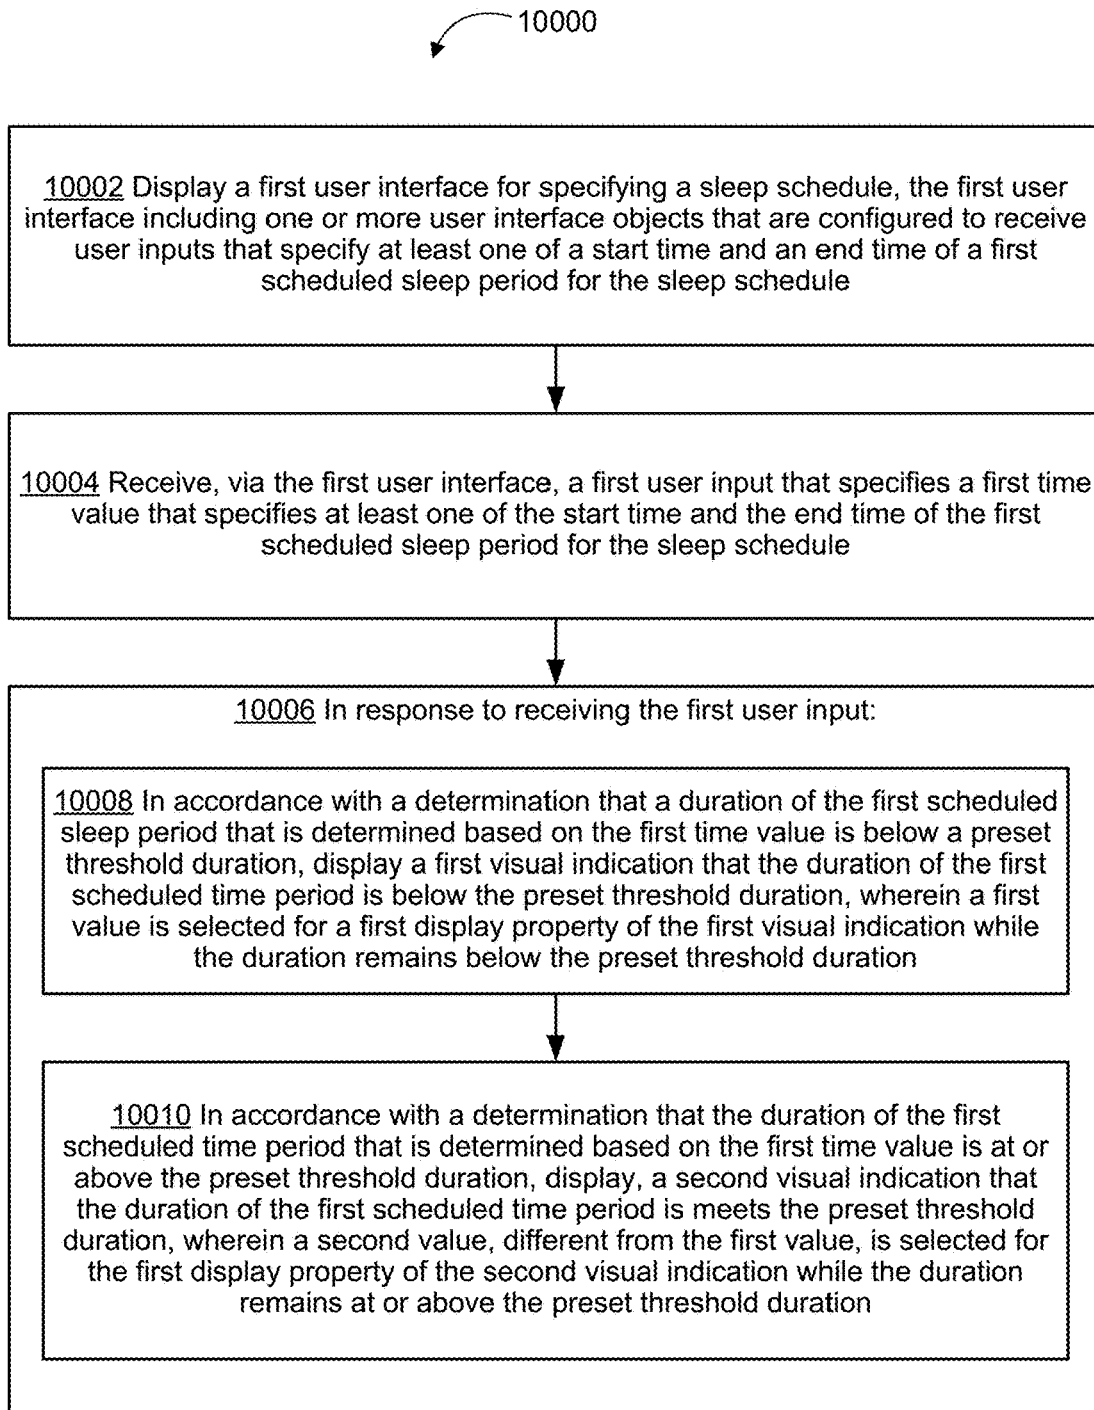 10000
10002 Display a first user interface for specifying a sleep schedule, the first user
interface including one or more user interface objects that are configured to receive
user inputs that specify at least one of a start time and an end time of a first
scheduled sleep period for the sleep schedule
10004 Receive, via the first user interface, a first user input that specifies a first time
value that specifies at least one of the start time and the end time of the first
scheduled sleep period for the sleep schedule
10006 In response to receiving the first user input:
10008 In accordance with a determination that a duration of the first scheduled
sleep period that is determined based on the first time value is below a preset
threshold duration, display a first visual indication that the duration of the first
scheduled time period is below the preset threshold duration, wherein a first
value is selected for a first display property of the first visual indication while
the duration remains below the preset threshold duration
10010 In accordance with a determination that the duration of the first
scheduled time period that is determined based on the first time value is at or
above the preset threshold duration, display, a second visual indication that
the duration of the first scheduled time period is meets the preset threshold
duration, wherein a second value, different from the first value, is selected for
the first display property of the second visual indication while the duration
remains at or above the preset threshold duration